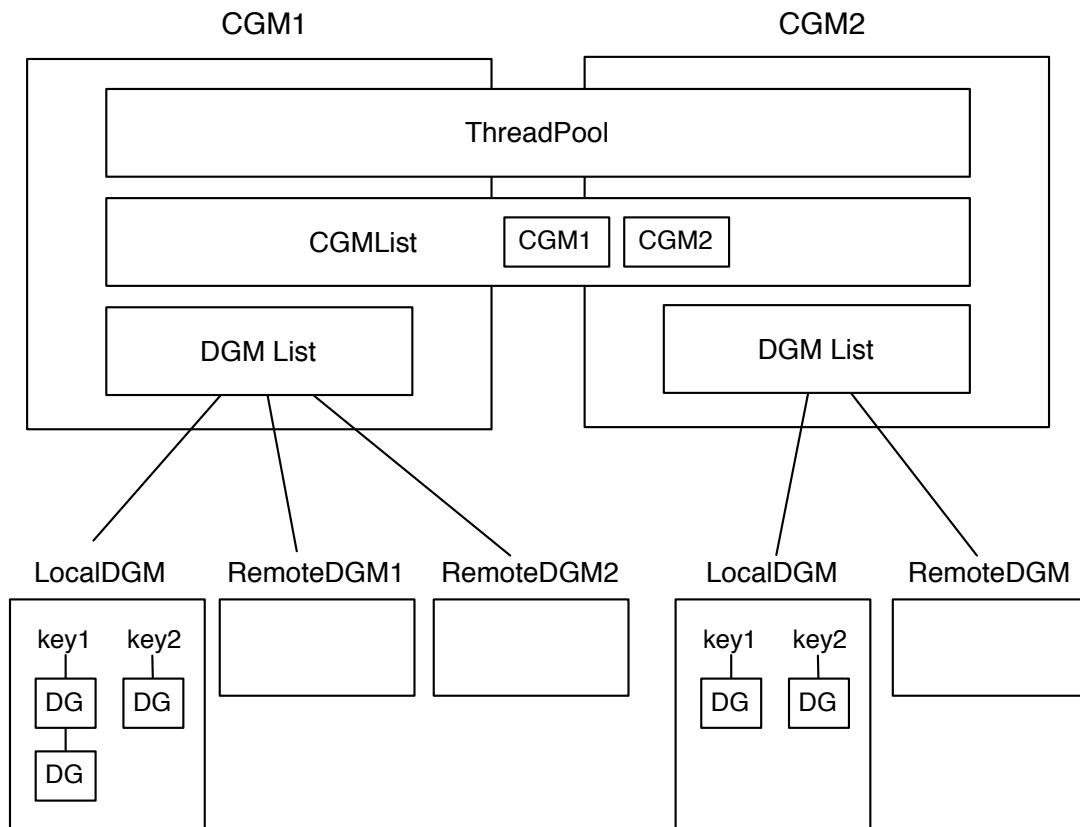 CGM1 CGM2
ThreadPool
CGMList CGM1 CGM2
DGM List DGM List
LocalDGM RemoteDGM1 RemoteDGM2 LocalDGM RemoteDGM
key1 key2 key1 key2
DG DG DG DG
DG